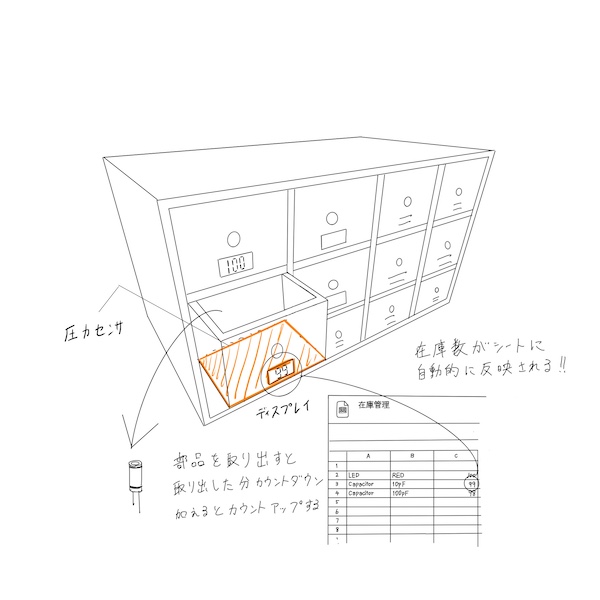 100
圧力センサ
99
ディスプレイ
在庫数がシートに
自動的に反映される!!
部品を取り出すと
取り出した分カウントダウン
加えるとカウントアップする
在庫管理
A B C
1
2 LED RED
3 Capacitor 10pF 99
4 Capacitor 100pF
5
6
7
8